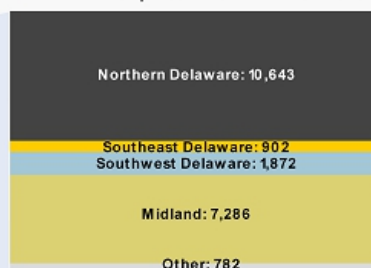 Northern Delaware: 10,643
Southeast Delaware: 902
Southwest Delaware: 1,872
Midland: 7,286
Other: 782